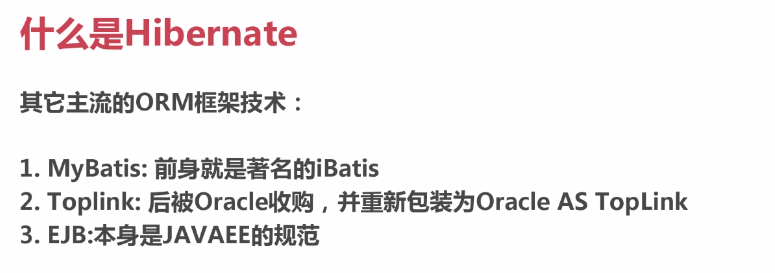 什么是Hibernate
其它主流的ORM框架技术：
1. MyBatis: 前身就是著名的iBatis
2. Toplink: 后被Oracle收购，并重新包装为Oracle AS TopLink
3. EJB:本身是JAVAEE的规范